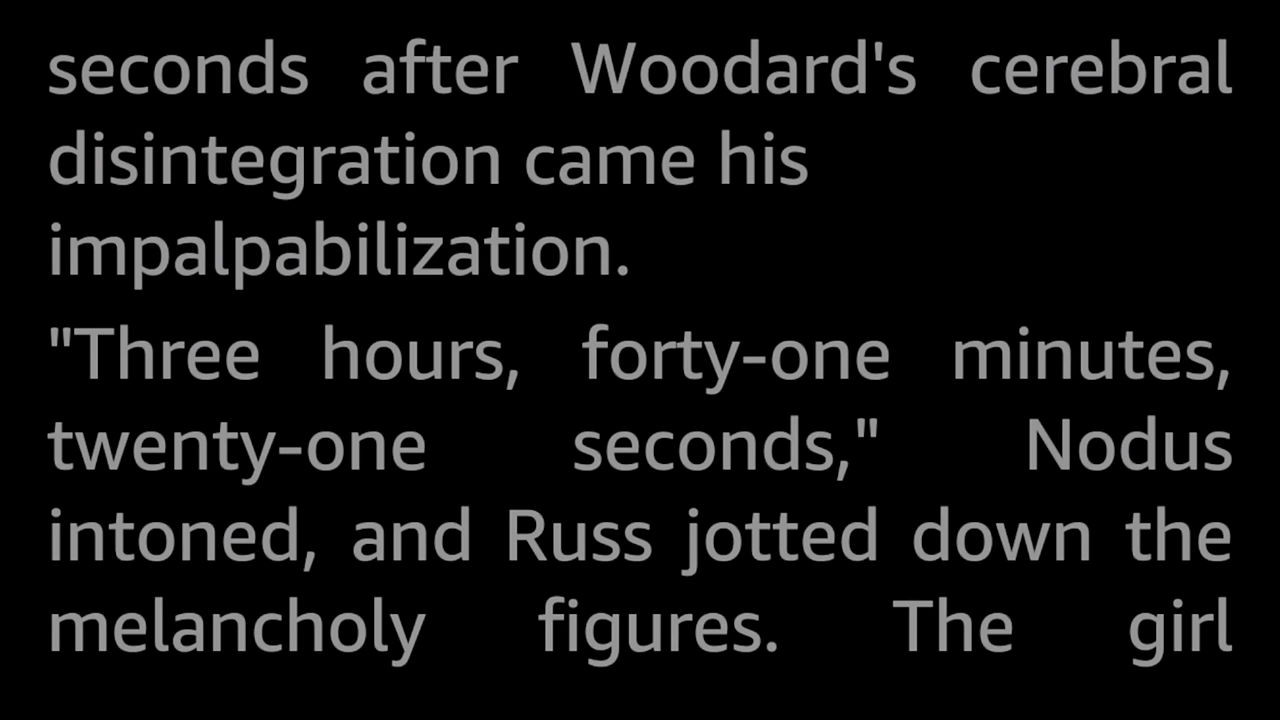 seconds after Woodard's cerebral
disintegration came his
impalpabilization.
"Three hours, forty-one minutes,
twenty-one seconds," Nodus
intoned, and Russ jotted down the
melancholy figures. The girl